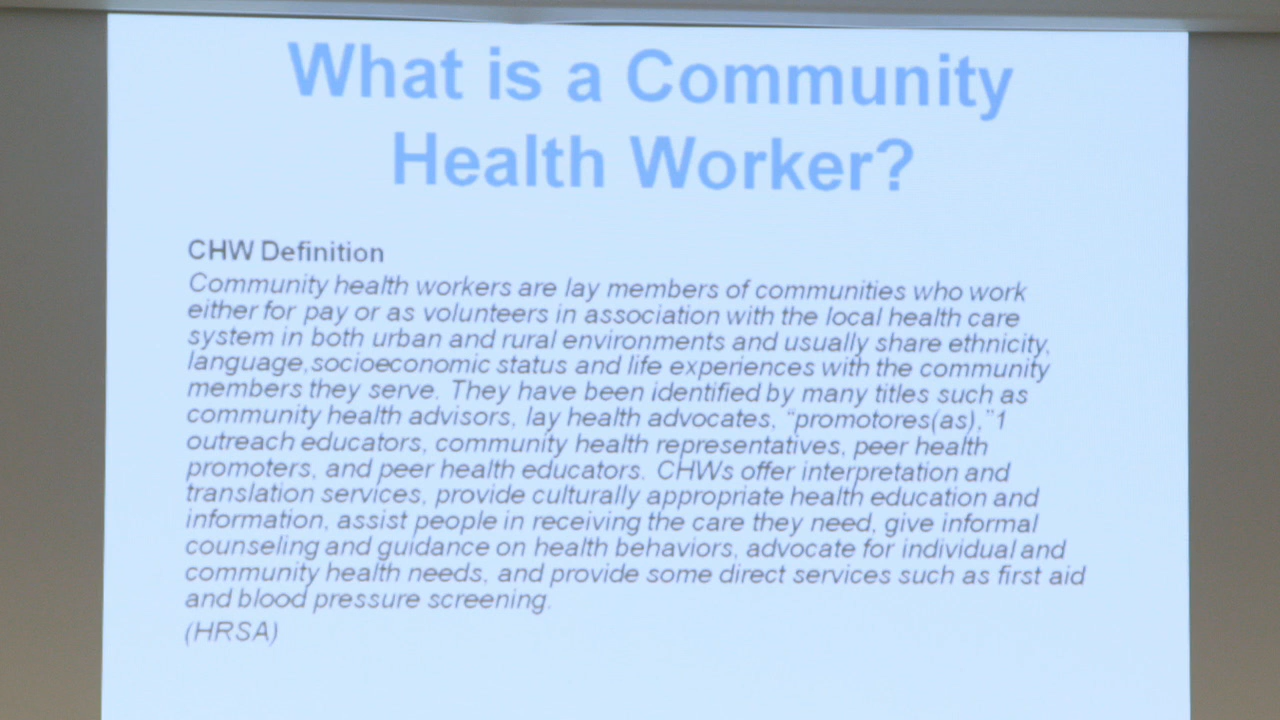 What is a Community
Health Worker?
CHW Definition
Community health workers are lay members of communities who work
either for pay or as volunteers in association with the local health care
system in both urban and rural environments and usually share ethnicity,
language, socioeconomic status and life experiences with the community
members they serve. They have been identified by many titles such as
community health advisors, lay health advocates, “promotores(as),”1
outreach educators, community health representatives, peer health
promoters, and peer health educators. CHWs offer interpretation and
translation services, provide culturally appropriate health education and
information, assist people in receiving the care they need, give informal
counseling and guidance on health behaviors, advocate for individual and
community health needs, and provide some direct services such as first aid
and blood pressure screening.
(HRSA)